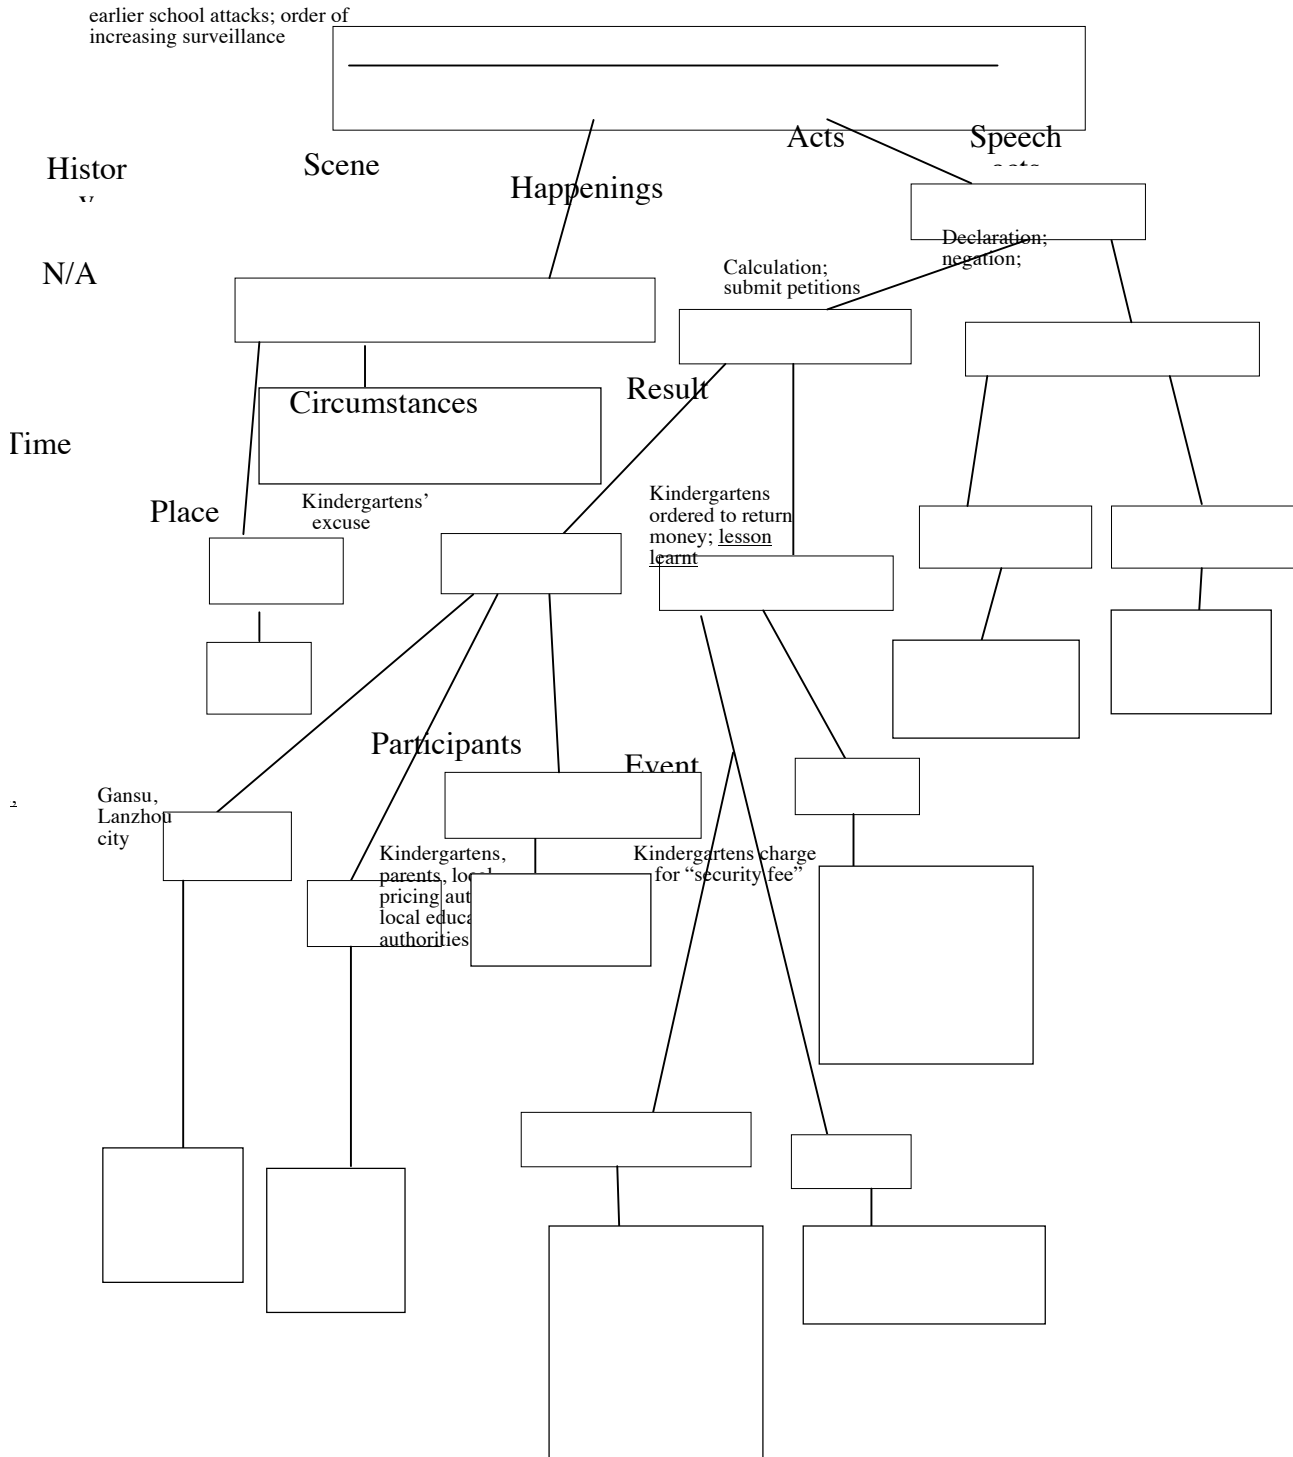 earlier school attacks; order of
increasing surveillance
Acts
Speech
Scene
Histor
y
Happenings
Declaration;
negation;
N/A
Calculation;
submit petitions
Result
Circumstances
Time
Kindergartens
ordered to return
money; lesson
learnt
Kindergartens’
excuse
Place
Participants
Event
Gansu,
Lanzhou
city
,
Kindergartens,
parents, local
pricing aut
local educa
authorities
Kindergartens charge
for “security fee”